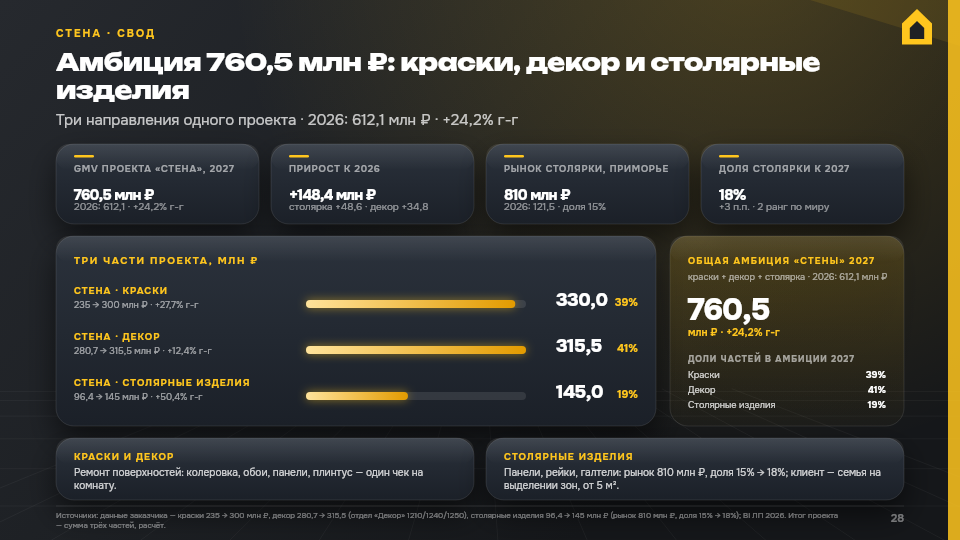 СТЕНА · СВОД
Амбиция 760,5 млн ₽: краски, декор и столярные
изделия
Три направления одного проекта · 2026: 612,1 млн ₽ · +24,2% г-г
GMV ПРОЕКТА «СТЕНА», 2027
760,5 млн ₽
2026: 612,1 · +24,2% г-г
ПРИРОСТ К 2026
+148,4 млн ₽
столярка +48,6 · декор +34,8
РЫНОК СТОЛЯРКИ, ПРИМОРЬЕ
810 млн ₽
2026: 121,5 · доля 15%
ДОЛЯ СТОЛЯРКИ К 2027
18%
+3 п.п. · 2 ранг по миру
ТРИ ЧАСТИ ПРОЕКТА, МЛН ₽
СТЕНА · КРАСКИ
235 → 300 млн ₽ · +27,7% г-г
330,0 39%
СТЕНА · ДЕКОР
280,7 → 315,5 млн ₽ · +12,4% г-г
315,5 41%
СТЕНА · СТОЛЯРНЫЕ ИЗДЕЛИЯ
96,4 → 145 млн ₽ · +50,4% г-г
145,0 19%
ОБЩАЯ АМБИЦИЯ «СТЕНЫ» 2027
краски + декор + столярка · 2026: 612,1 млн ₽
760,5
млн ₽ · +24,2% г-г
ДОЛИ ЧАСТЕЙ В АМБИЦИИ 2027
Краски 39%
Декор 41%
Столярные изделия 19%
КРАСКИ И ДЕКОР
Ремонт поверхностей: колеровка, обои, панели, плинтус — один чек на
комнату.
СТОЛЯРНЫЕ ИЗДЕЛИЯ
Панели, рейки, галтели: рынок 810 млн ₽, доля 15% → 18%; клиент — семья на
выделении зон, от 5 м².
Источники: данные заказчика — краски 235 → 300 млн ₽, декор 280,7 → 315,5 (отдел «Декор» 1210/1240/1250), столярные изделия 96,4 → 145 млн ₽ (рынок 810 млн ₽, доля 15% → 18%); BI ЛП 2026. Итог проекта
— сумма трёх частей, расчёт.
28